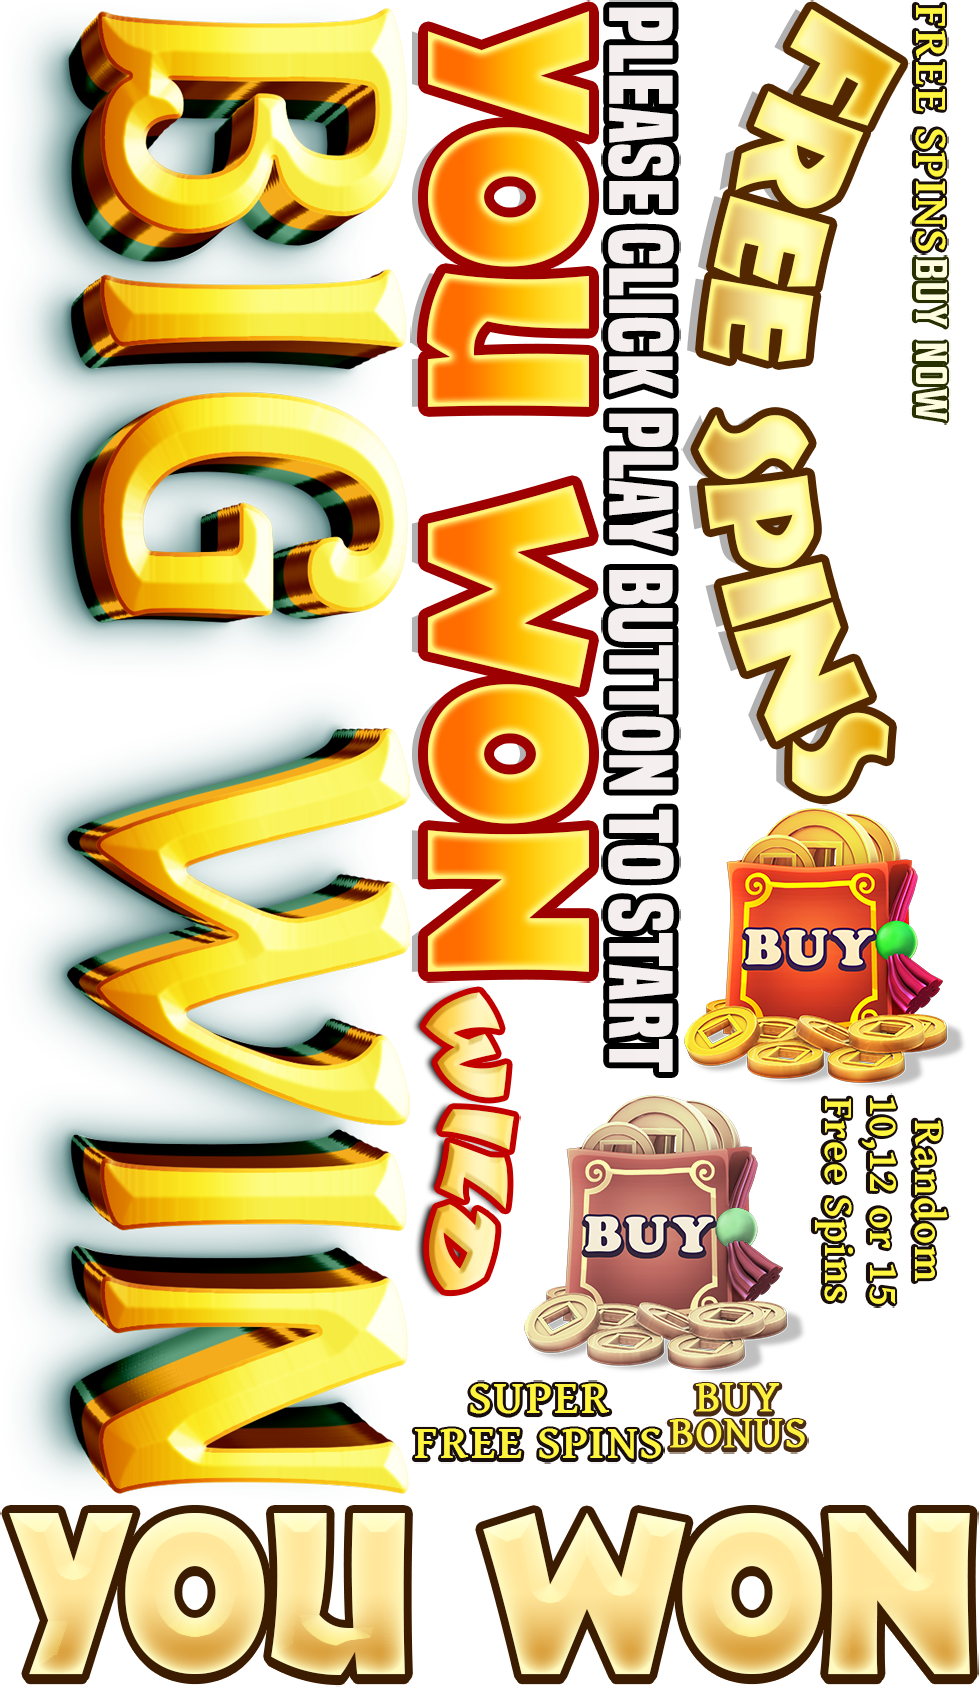 BIG WIN
YOU WON
PLEASE CLICK PLAY BUTTON TO START
FREE SPINS
FREE SPINS
BUY NOW
BUY
WILD
BUY
Random
10,12 or 15
Free Spins
SUPER
FREE SPINS
BUY
BONUS
YOU WON